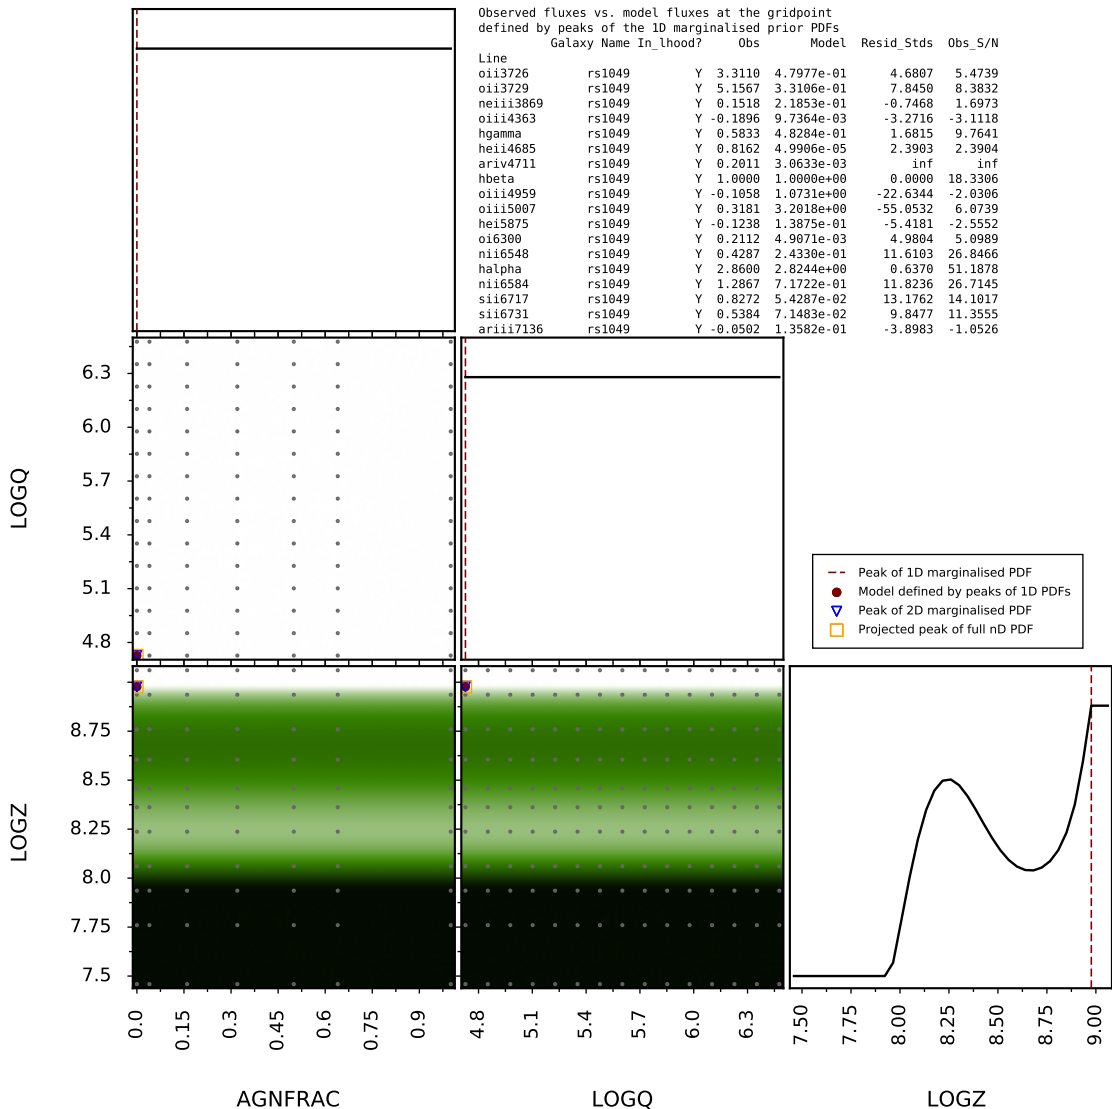 Observed fluxes vs. model fluxes at the gridpoint
defined by peaks of the 1D marginalised prior PDFs
Galaxy Name In_lhood? Obs Model Resid_Stds Obs_S/N
Line
oii3726 rs1049 Y 3.3110 4.7977e-01 4.6807 5.4739
oii3729 rs1049 Y 5.1567 3.3106e-01 7.8450 8.3832
neiii3869 rs1049 Y 0.1518 2.1853e-01 -0.7468 1.6973
oiii4363 rs1049 Y -0.1896 9.7364e-03 -3.2716 -3.1118
hgamma rs1049 Y 0.5833 4.8284e-01 1.6815 9.7641
heii4685 rs1049 Y 0.8162 4.9906e-05 2.3903 2.3904
ariv4711 rs1049 Y 0.2011 3.0633e-03 inf inf
hbeta rs1049 Y 1.0000 1.0000e+00 0.0000 18.3306
oiii4959 rs1049 Y -0.1058 1.0731e+00 -22.6344 -2.0306
oiii5007 rs1049 Y 0.3181 3.2018e+00 -55.0532 6.0739
hei5875 rs1049 Y -0.1238 1.3875e-01 -5.4181 -2.5552
oi6300 rs1049 Y 0.2112 4.9071e-03 4.9804 5.0989
nii6548 rs1049 Y 0.4287 2.4330e-01 11.6103 26.8466
halpha rs1049 Y 2.8600 2.8244e+00 0.6370 51.1878
nii6584 rs1049 Y 1.2867 7.1722e-01 11.8236 26.7145
sii6717 rs1049 Y 0.8272 5.4287e-02 13.1762 14.1017
sii6731 rs1049 Y 0.5384 7.1483e-02 9.8477 11.3555
ariii7136 rs1049 Y -0.0502 1.3582e-01 -3.8983 -1.0526
6.3
6.0
5.7
5.4
5.1
4.8
LOGQ
Peak of 1D marginalised PDF
Model defined by peaks of 1D PDFs
Peak of 2D marginalised PDF
Projected peak of full nD PDF
8.75
8.5
8.25
8.0
7.75
7.5
LOGZ
0.0 0.15 0.3 0.45 0.6 0.75 0.9
4.8 5.1 5.4 5.7 6.0 6.3
7.50 7.75 8.00 8.25 8.50 8.75 9.00
AGNFRAC LOGQ LOGZ